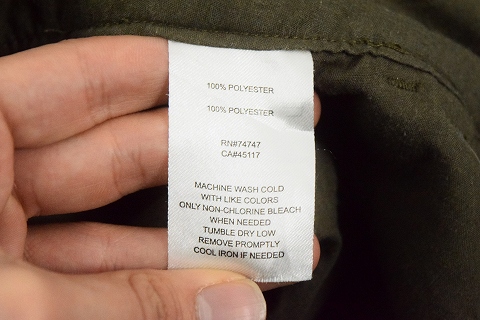 100% POLYESTER
100% POLYESTER
RN#74747
CA#45117
MACHINE WASH COLD
WITH LIKE COLORS
ONLY NON-CHLORINE BLEACH
WHEN NEEDED
TUMBLE DRY LOW
REMOVE PROMPTLY
COOL IRON IF NEEDED